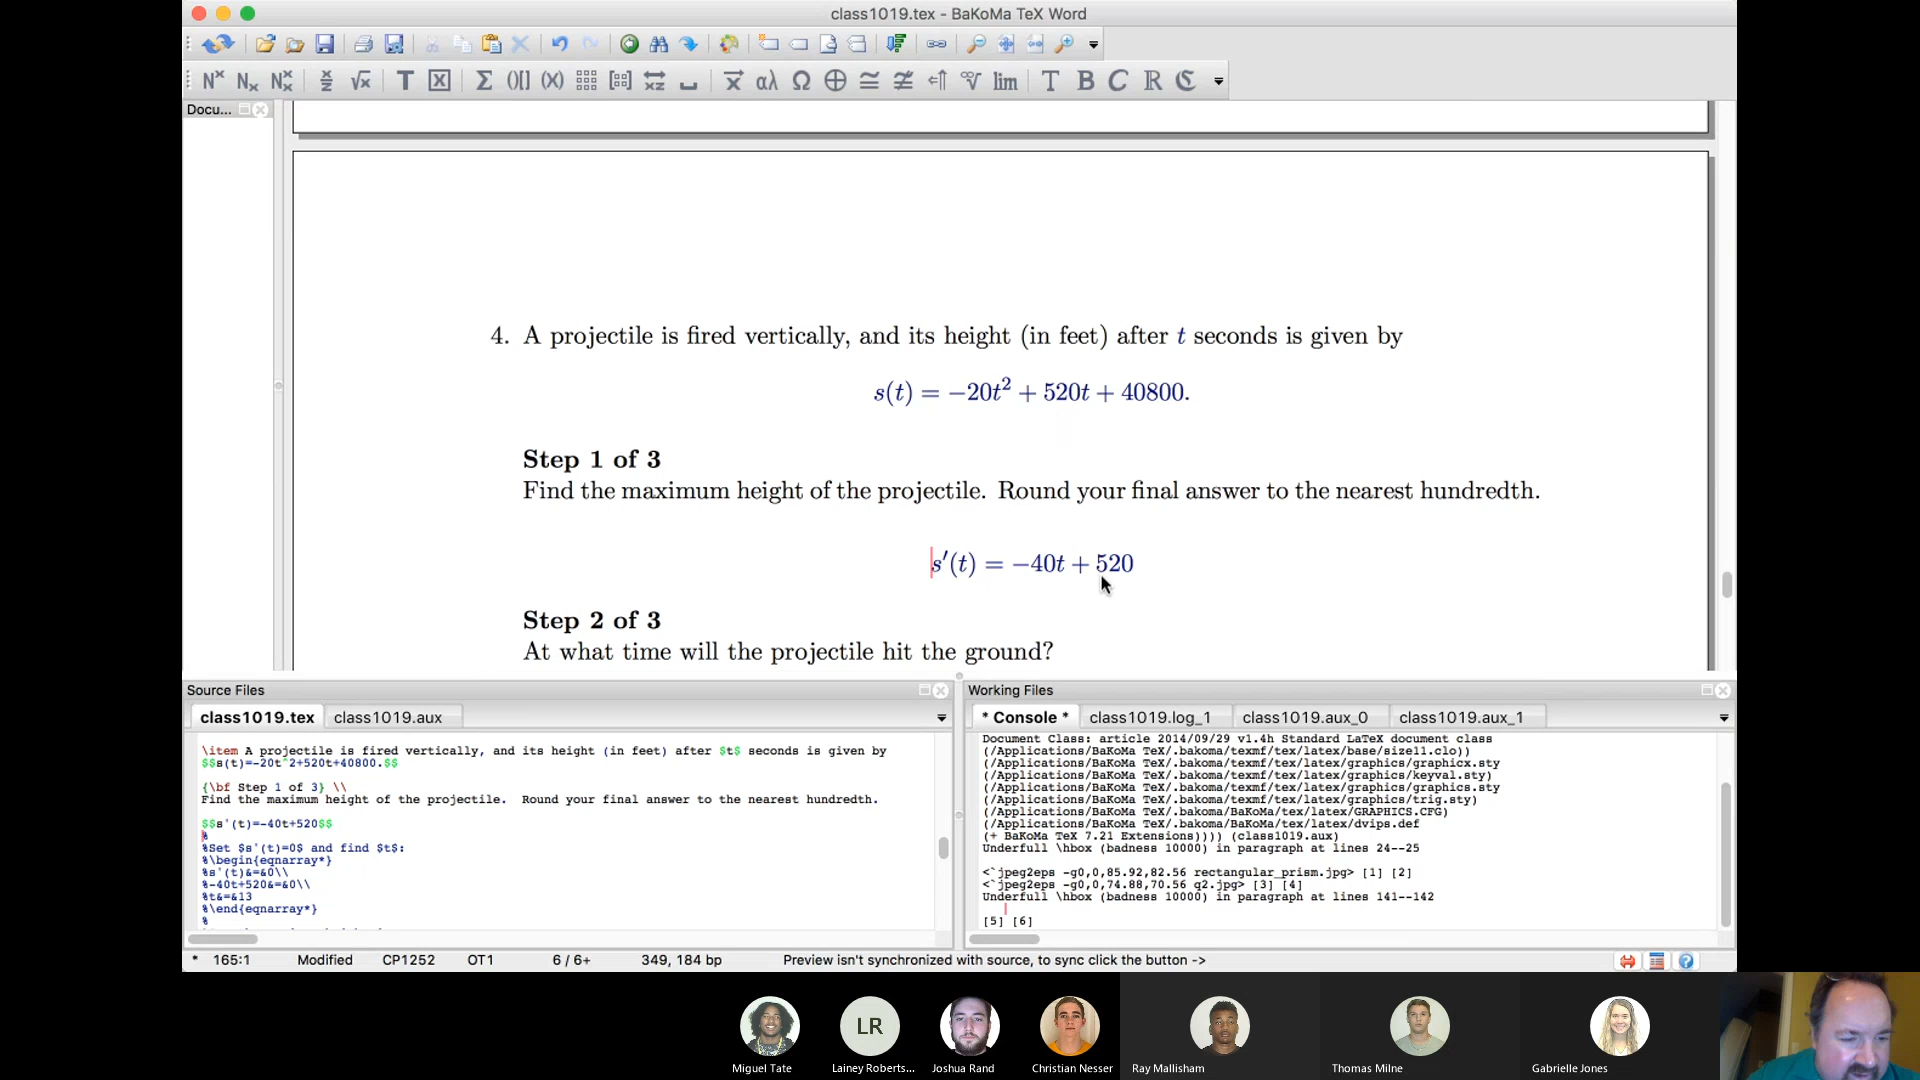 class1019.tex - BaKoMa TeX Word
Docu...
4. A projectile is fired vertically, and its height (in feet) after t seconds is given by
s(t) = −20t² + 520t + 40800.
Step 1 of 3
Find the maximum height of the projectile. Round your final answer to the nearest hundredth.
s′(t) = −40t + 520
Step 2 of 3
At what time will the projectile hit the ground?
Source Files
class1019.tex class1019.aux
\item A projectile is fired vertically, and its height (in feet) after $t$ seconds is given by
$$s(t)=-20t^2+520t+40800.$$
{\bf Step 1 of 3} \\
Find the maximum height of the projectile.  Round your final answer to the nearest hundredth.
$$s'(t)=-40t+520$$
%
%Set $s'(t)=0$ and find $t$:
%\begin{eqnarray*}
%s'(t)&=&0\\
%-40t+520&=&0\\
%t&=&13
%\end{eqnarray*}
%
Working Files
* Console * class1019.log_1 class1019.aux_0 class1019.aux_1
Document Class: article 2014/09/29 v1.4h Standard LaTeX document class
(/Applications/BaKoMa TeX/.bakoma/texmf/tex/latex/base/size11.clo))
(/Applications/BaKoMa TeX/.bakoma/texmf/tex/latex/graphics/graphicx.sty
(/Applications/BaKoMa TeX/.bakoma/texmf/tex/latex/graphics/keyval.sty)
(/Applications/BaKoMa TeX/.bakoma/texmf/tex/latex/graphics/graphics.sty
(/Applications/BaKoMa TeX/.bakoma/texmf/tex/latex/graphics/trig.sty)
(/Applications/BaKoMa TeX/.bakoma/texmf/tex/latex/GRAPHICS.CFG)
(/Applications/BaKoMa TeX/.bakoma/BaKoMa/tex/latex/dvips.def
(+ BaKoMa TeX 7.21 Extensions)))) (class1019.aux)
Underfull \hbox (badness 10000) in paragraph at lines 24--25
<`jpeg2eps -g0,0,85.92,82.56 rectangular_prism.jpg> [1] [2]
<`jpeg2eps -g0,0,74.88,70.56 q2.jpg> [3] [4]
Underfull \hbox (badness 10000) in paragraph at lines 141--142
[5] [6]
* 165:1 Modified CP1252 OT1 6 / 6+ 349, 184 bp Preview isn't synchronized with source, to sync click the button ->
LR
Miguel Tate Lainey Roberts... Joshua Rand Christian Nesser Ray Mallisham Thomas Milne Gabrielle Jones